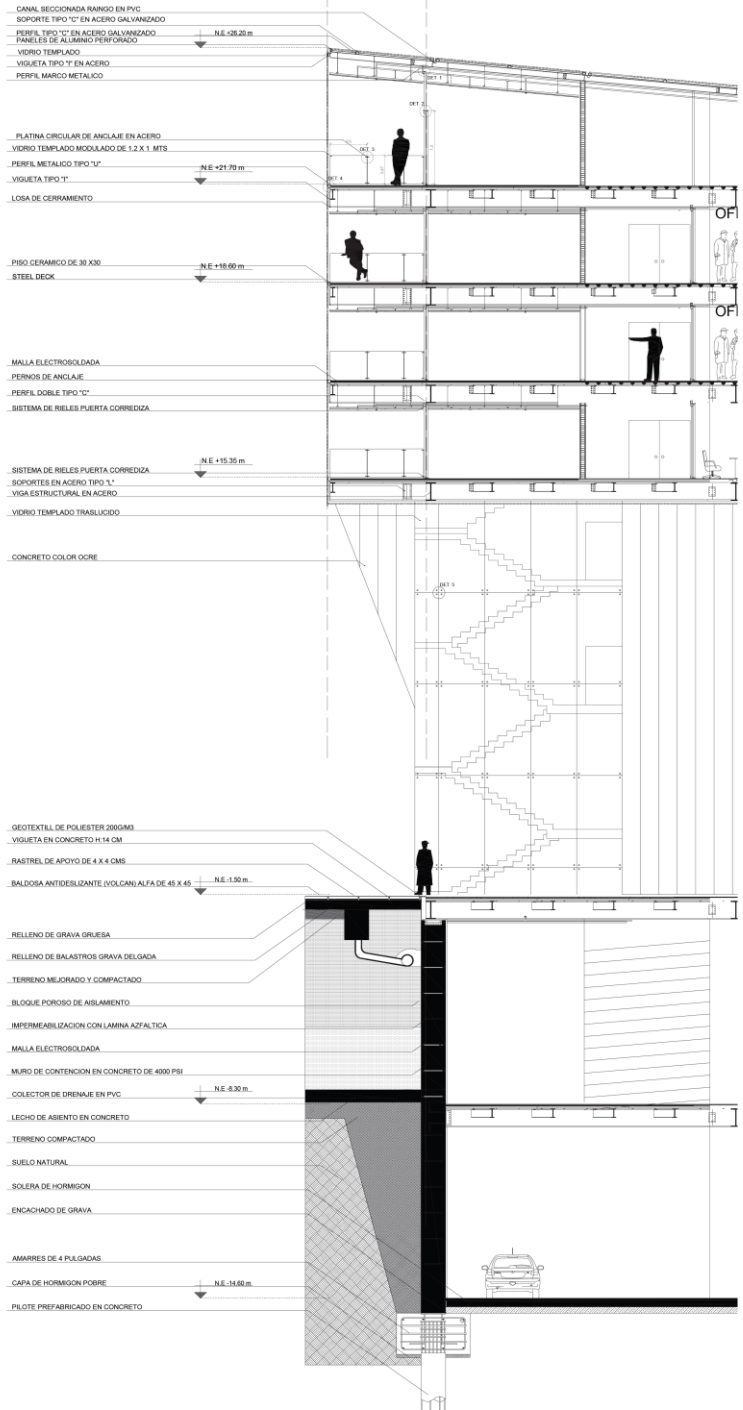 CANAL SECCIONADA RAINGO EN PVC
SOPORTE TIPO "C" EN ACERO GALVANIZADO
PERFIL TIPO "C" EN ACERO GALVANIZADO
N.E +26.20 m
PANELES DE ALUMINIO PERFORADO
VIDRIO TEMPLADO
VIGUETA TIPO "I" EN ACERO
PERFIL MARCO METALICO
DET. 1
DET. 2
PLATINA CIRCULAR DE ANCLAJE EN ACERO
VIDRIO TEMPLADO MODULADO DE 1.2 X 1 MTS
DET. 3
PERFIL METALICO TIPO "U"
N.E +21.70 m
VIGUETA TIPO "I"
DET. 4
LOSA DE CERRAMIENTO
OFI
PISO CERAMICO DE 30 X30
N.E +18.60 m
STEEL DECK
OFI
MALLA ELECTROSOLDADA
PERNOS DE ANCLAJE
PERFIL DOBLE TIPO "C"
SISTEMA DE RIELES PUERTA CORREDIZA
N.E +15.35 m
SISTEMA DE RIELES PUERTA CORREDIZA
SOPORTES EN ACERO TIPO "L"
VIGA ESTRUCTURAL EN ACERO
VIDRIO TEMPLADO TRASLUCIDO
CONCRETO COLOR OCRE
DET. 5
GEOTEXTILL DE POLIESTER 200G/M3
VIGUETA EN CONCRETO H:14 CM
RASTREL DE APOYO DE 4 X 4 CMS
BALDOSA ANTIDESLIZANTE (VOLCAN) ALFA DE 45 X 45
N.E -1.50 m
RELLENO DE GRAVA GRUESA
RELLENO DE BALASTROS GRAVA DELGADA
TERRENO MEJORADO Y COMPACTADO
BLOQUE POROSO DE AISLAMIENTO
IMPERMEABILIZACION CON LAMINA AZFALTICA
MALLA ELECTROSOLDADA
MURO DE CONTENCION EN CONCRETO DE 4000 PSI
COLECTOR DE DRENAJE EN PVC
N.E -8.30 m
LECHO DE ASIENTO EN CONCRETO
TERRENO COMPACTADO
SUELO NATURAL
SOLERA DE HORMIGON
ENCACHADO DE GRAVA
AMARRES DE 4 PULGADAS
CAPA DE HORMIGON POBRE
N.E -14.60 m
PILOTE PREFABRICADO EN CONCRETO